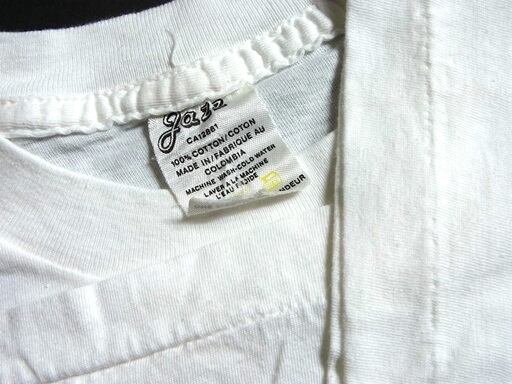 Jazz
CA12861
100% COTTON/COTON
MADE IN/FABRIQUE AU
COLOMBIA
MACHINE WASH-COLD WATER
LAVER A LA MACHINE
L'EAU FROIDE